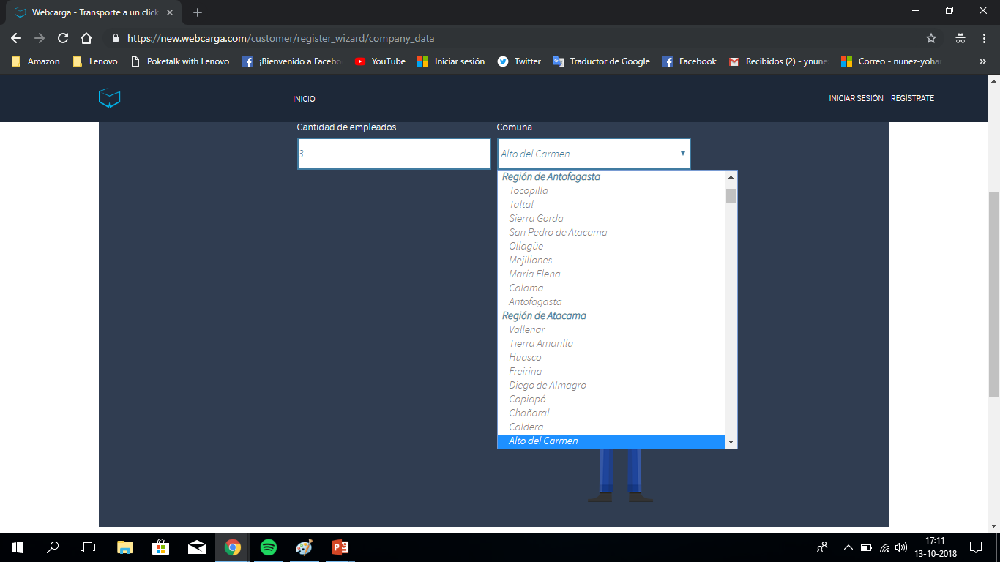 Webcarga - Transporte a un click
https://new.webcarga.com/customer/register_wizard/company_data
Amazon
Lenovo
Poketalk with Lenovo
¡Bienvenido a Facebo
YouTube
Iniciar sesión
Twitter
Traductor de Google
Facebook
Recibidos (2) - ynune
Correo - nunez-yohar
»
INICIO
INICIAR SESIÓN
REGÍSTRATE
Cantidad de empleados
Comuna
3
Alto del Carmen
Región de Antofagasta
Tocopilla
Taltal
Sierra Gorda
San Pedro de Atacama
Ollagüe
Mejillones
María Elena
Calama
Antofagasta
Región de Atacama
Vallenar
Tierra Amarilla
Huasco
Freirina
Diego de Almagro
Copiapó
Chañaral
Caldera
Alto del Carmen
17:11
13-10-2018